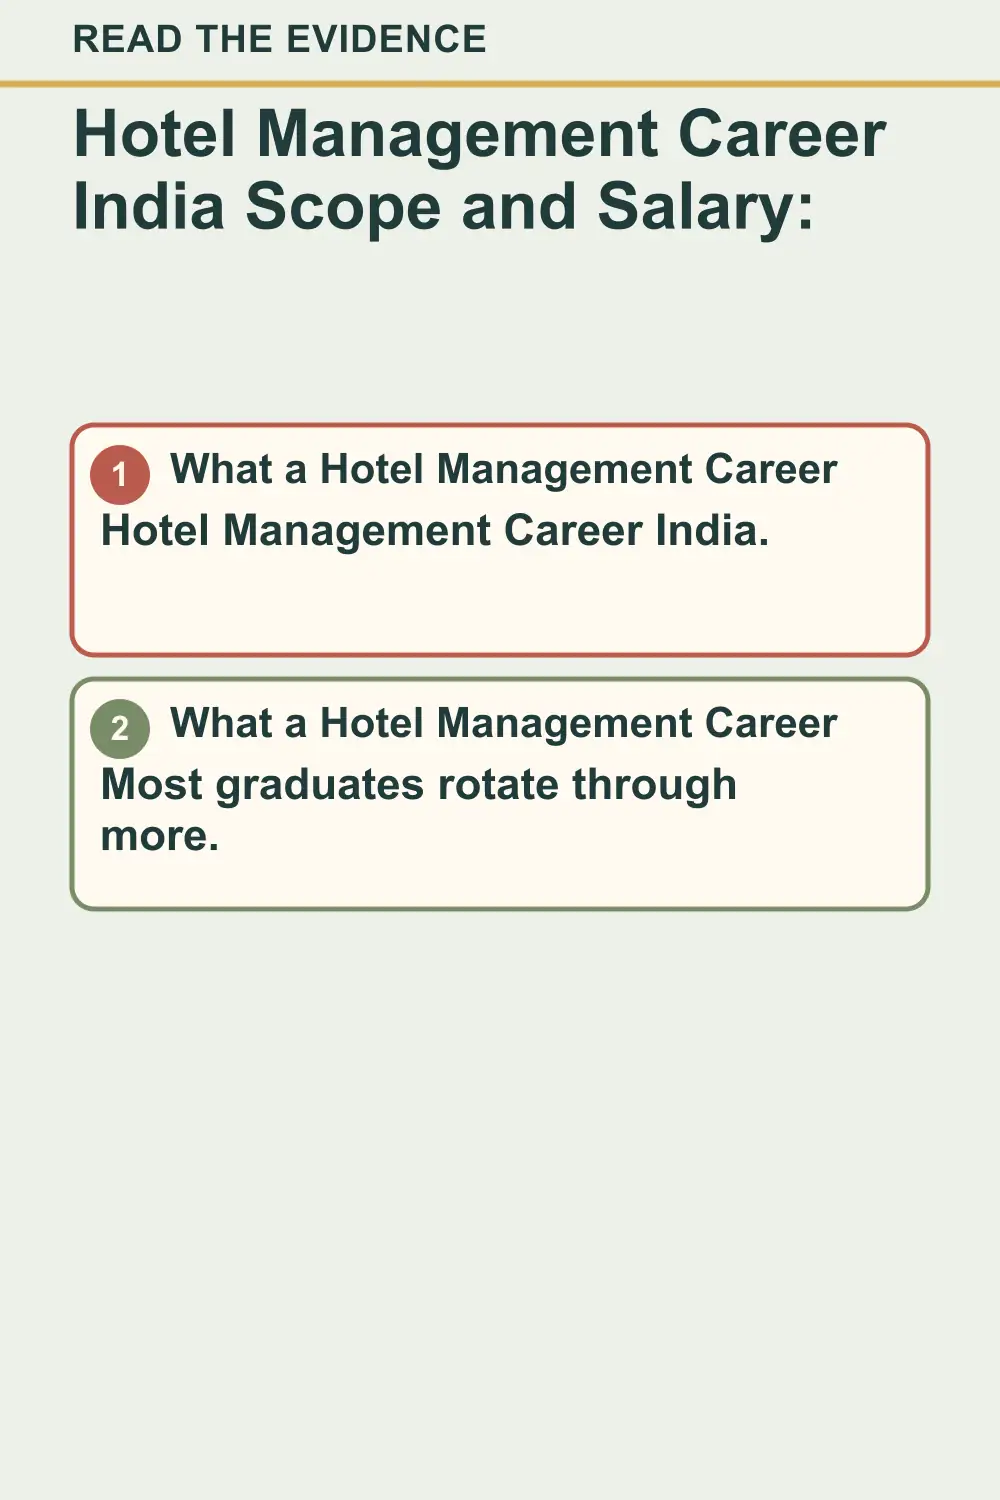 READ THE EVIDENCE
Hotel Management Career
India Scope and Salary:
1 What a Hotel Management Career
Hotel Management Career India.
2 What a Hotel Management Career
Most graduates rotate through
more.